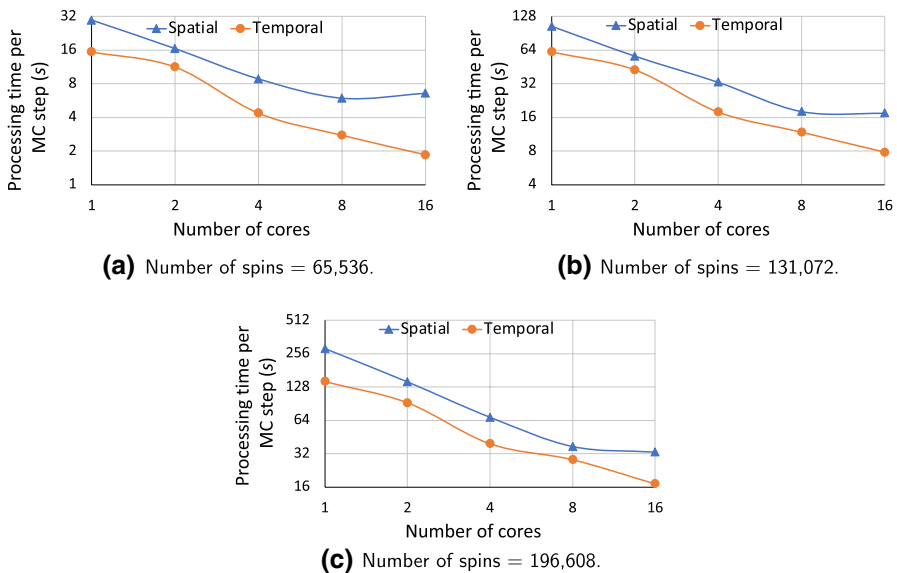 Processing time per
MC step (s)
32
16
8
4
2
1
Spatial
Temporal
1 2 4 8 16
Number of cores
(a) Number of spins = 65,536.
Processing time per
MC step (s)
128
64
32
16
8
4
Spatial
Temporal
1 2 4 8 16
Number of cores
(b) Number of spins = 131,072.
Processing time per
MC step (s)
512
256
128
64
32
16
Spatial
Temporal
1 2 4 8 16
Number of cores
(c) Number of spins = 196,608.